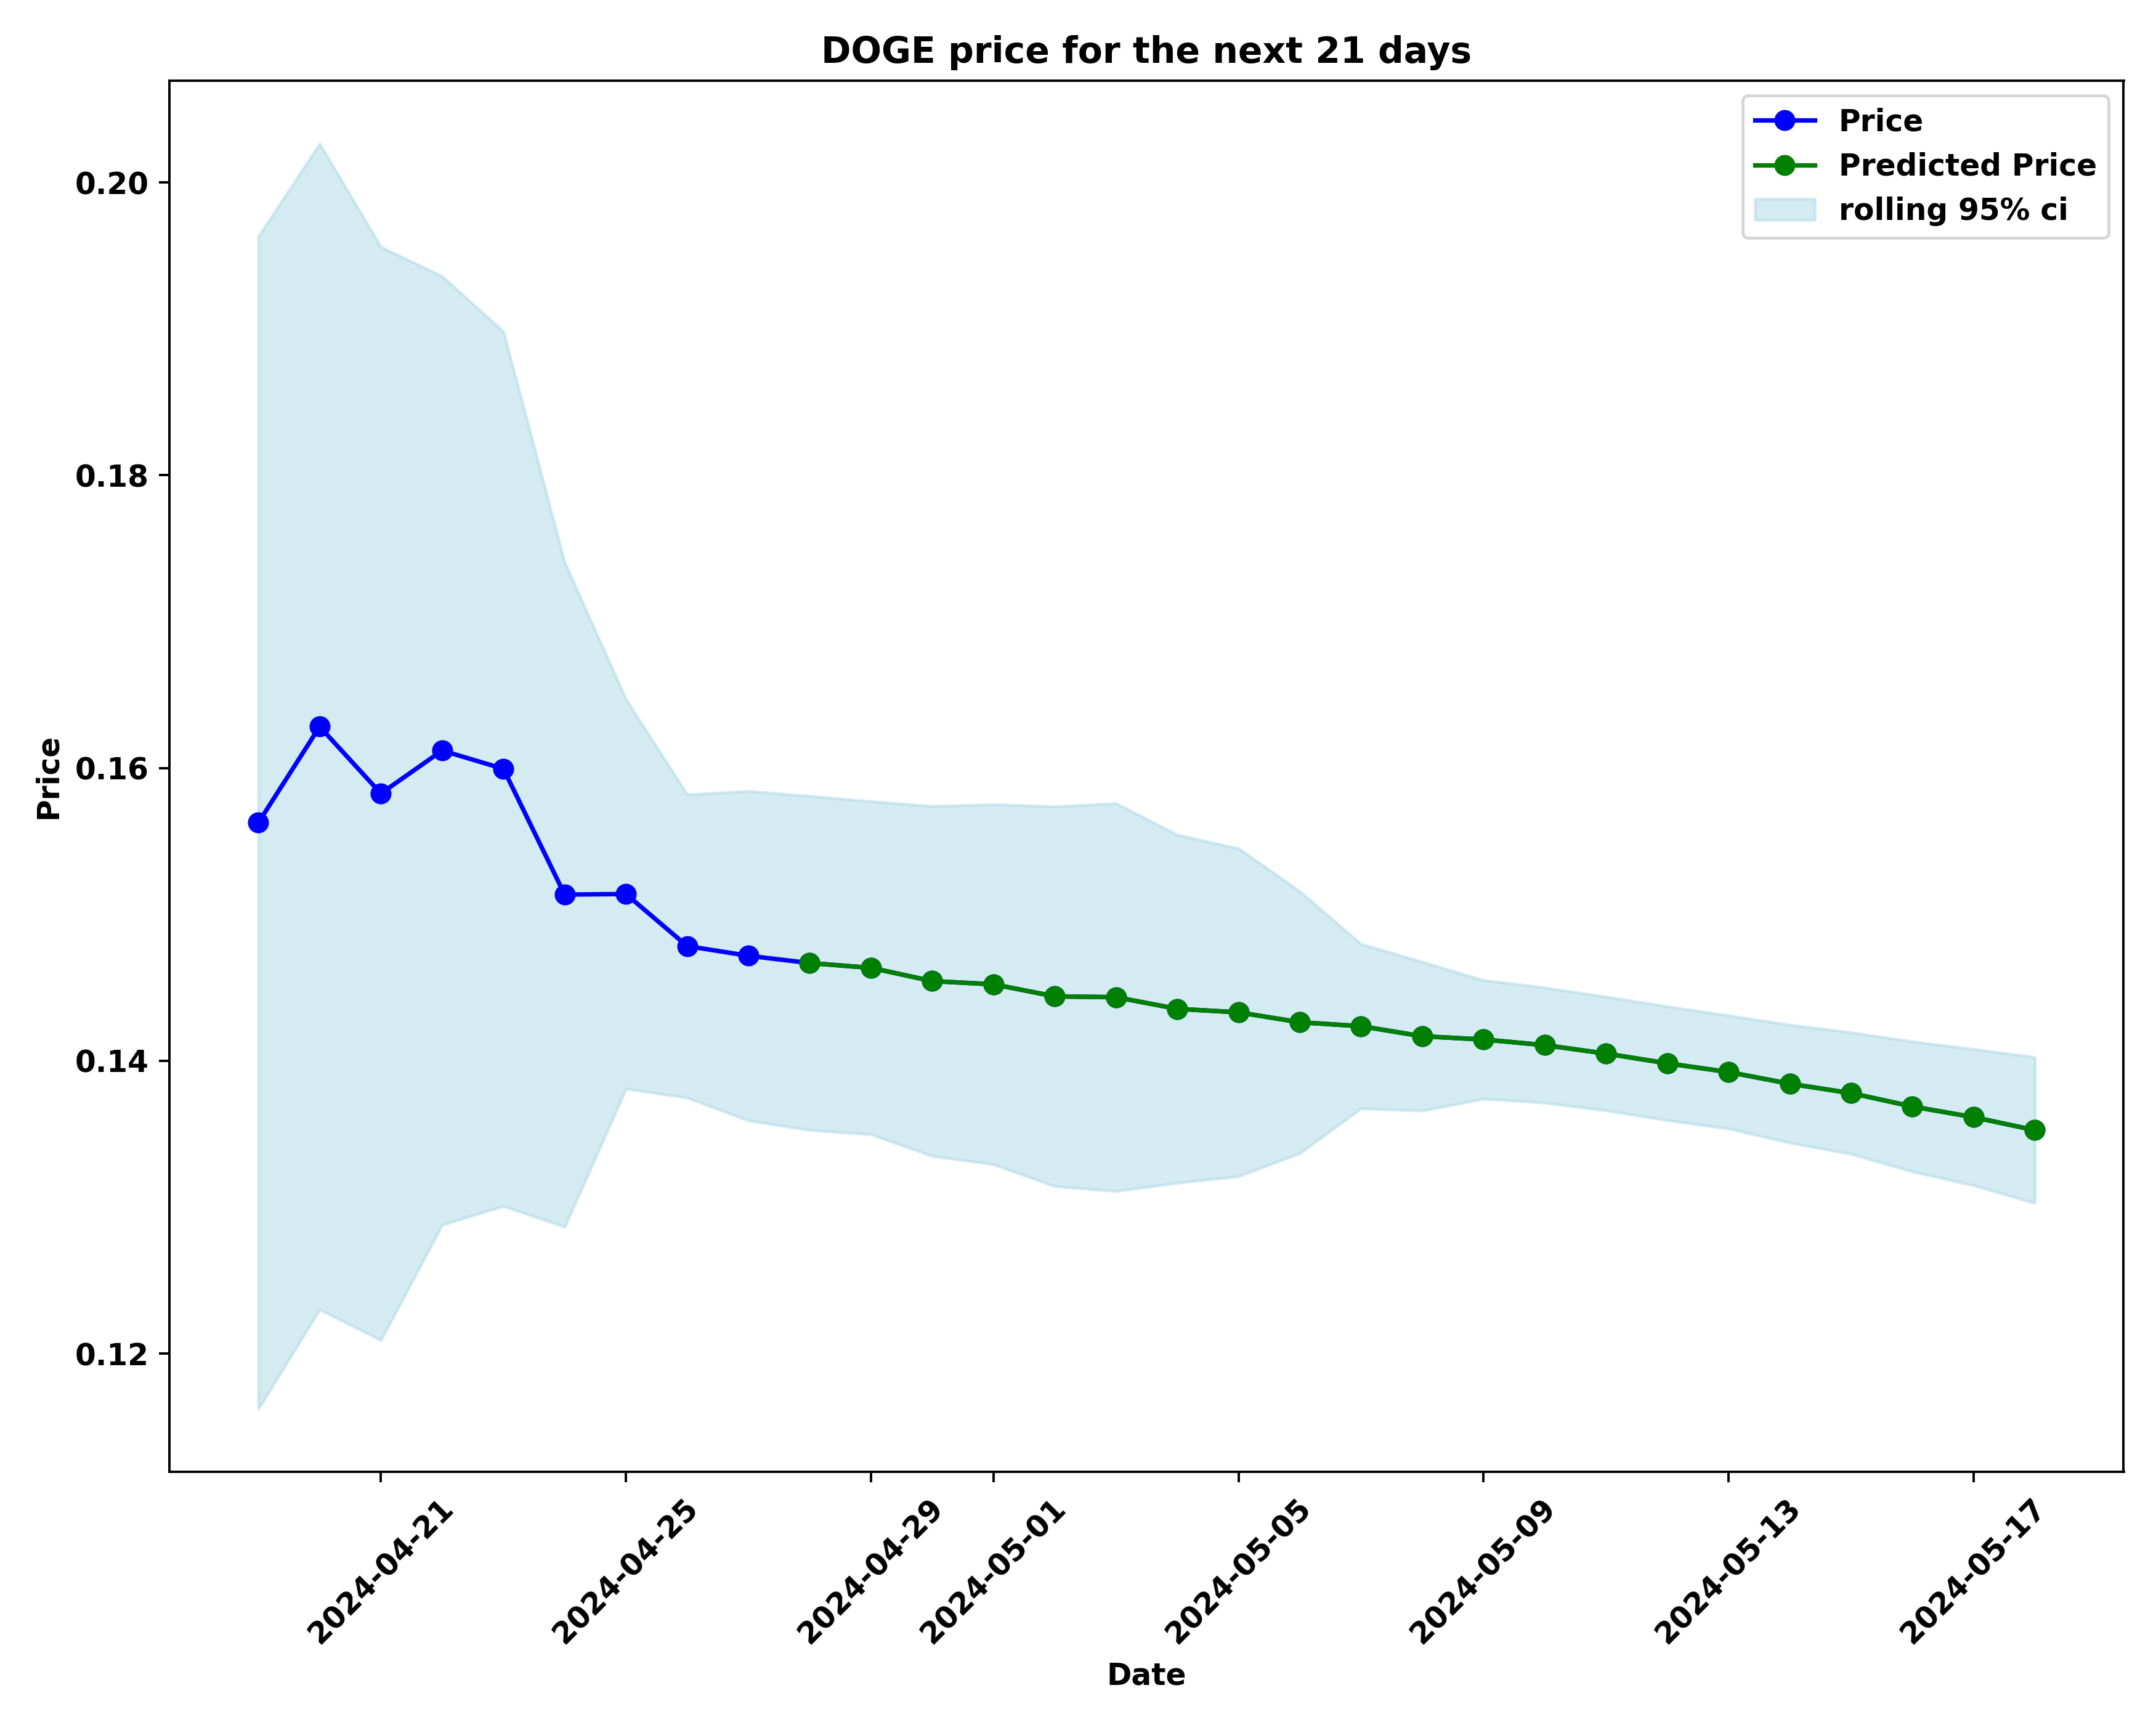 DOGE price for the next 21 days
Price
Predicted Price
rolling 95% ci
0.20
0.18
0.16
0.14
0.12
Price
2024-04-21
2024-04-25
2024-04-29
2024-05-01
2024-05-05
2024-05-09
2024-05-13
2024-05-17
Date